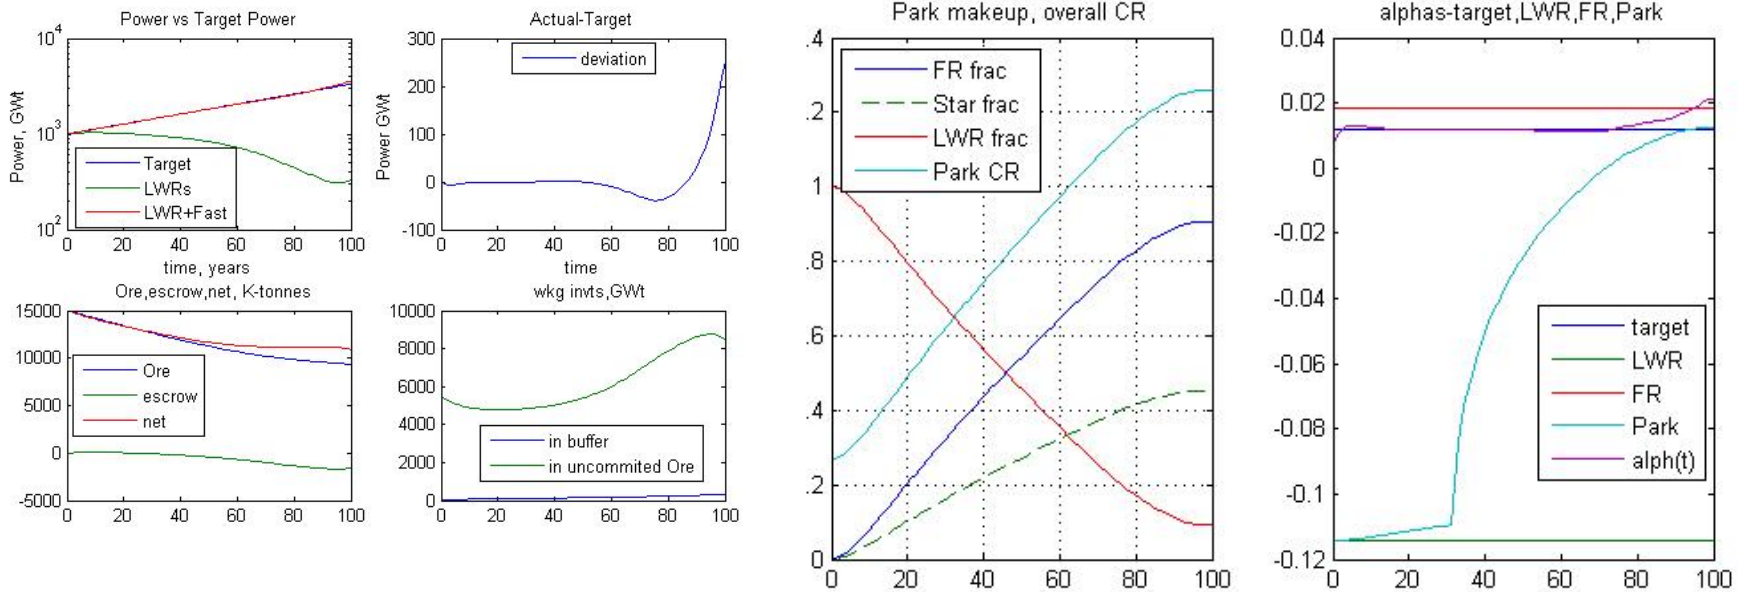 Power vs Target Power
10^4
10^3
10^2
Power, GWt
Target
LWRs
LWR+Fast
0 20 40 60 80 100
time, years
Actual-Target
300
200
100
0
-100
Power GWt
deviation
0 20 40 60 80 100
time
Ore,escrow,net, K-tonnes
15000
10000
5000
0
-5000
Ore
escrow
net
0 20 40 60 80 100
wkg invts,GWt
10000
8000
6000
4000
2000
0
in buffer
in uncommited Ore
0 20 40 60 80 100
Park makeup, overall CR
.4
.2
1
.8
.6
.4
.2
0
FR frac
Star frac
LWR frac
Park CR
0 20 40 60 80 100
alphas-target,LWR,FR,Park
0.04
0.02
0
-0.02
-0.04
-0.06
-0.08
-0.1
-0.12
target
LWR
FR
Park
alph(t)
0 20 40 60 80 100